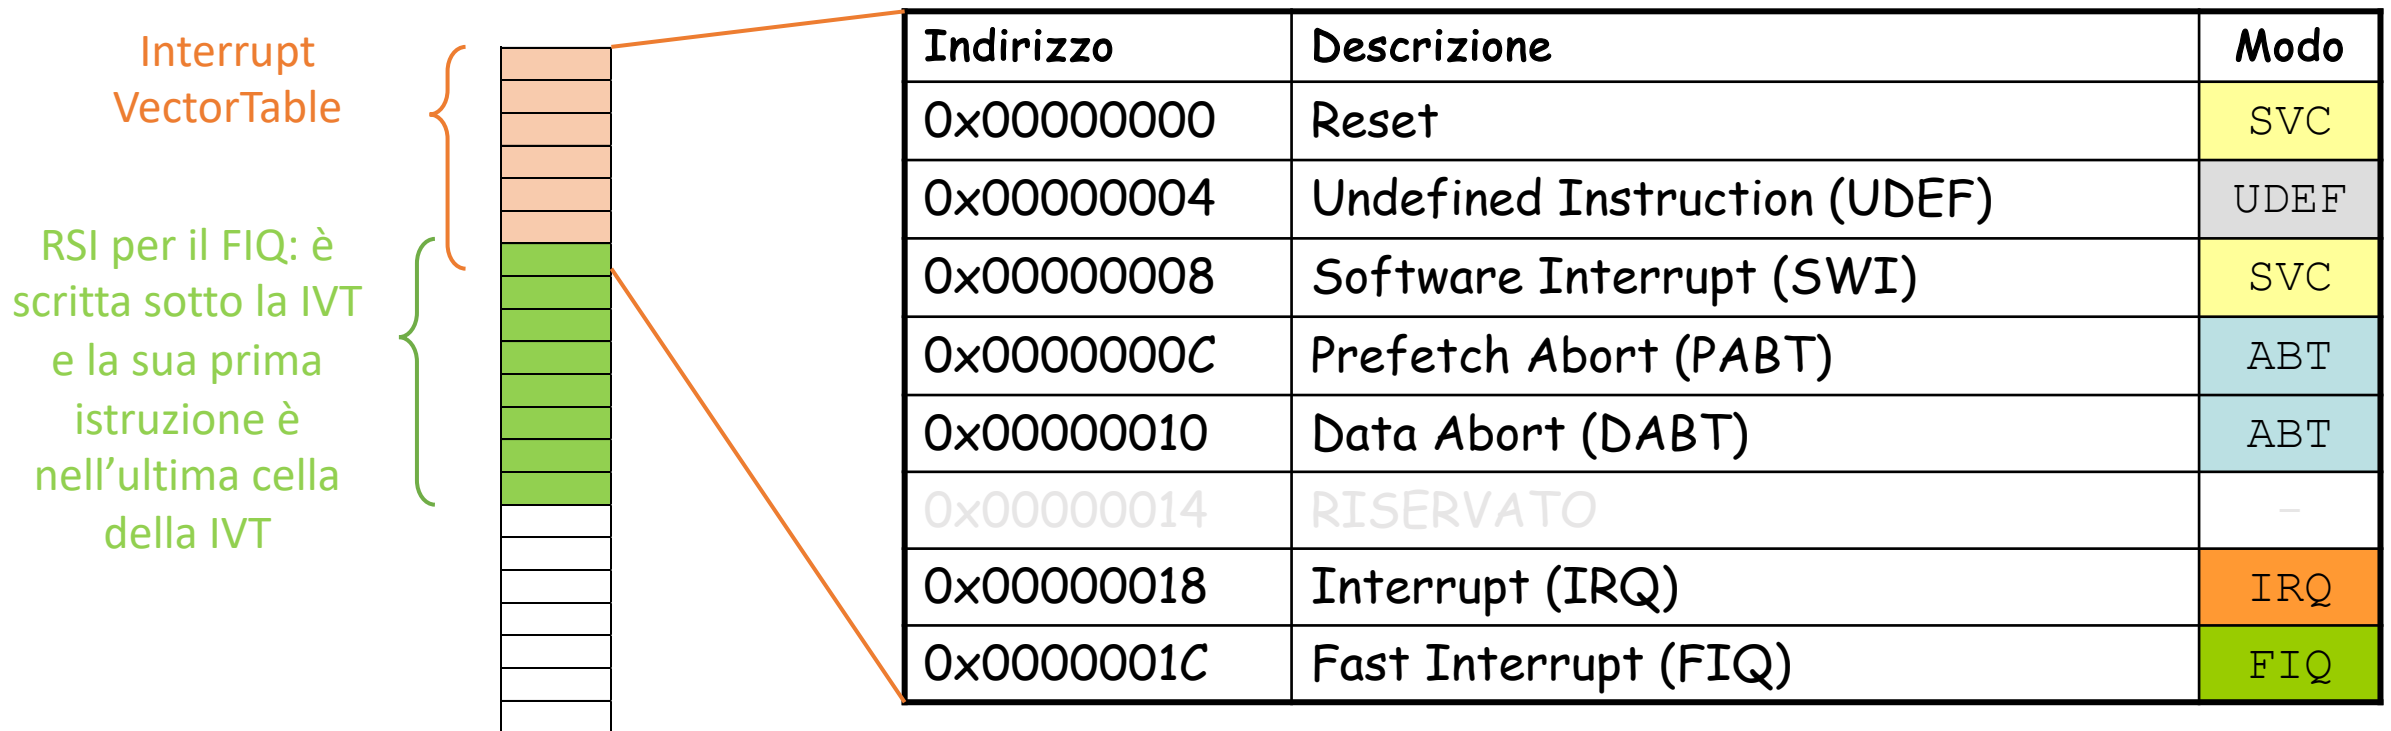 Interrupt
VectorTable
RSI per il FIQ: è
scritta sotto la IVT
e la sua prima
istruzione è
nell’ultima cella
della IVT
Indirizzo Descrizione Modo
0x00000000 Reset SVC
0x00000004 Undefined Instruction (UDEF) UDEF
0x00000008 Software Interrupt (SWI) SVC
0x0000000C Prefetch Abort (PABT) ABT
0x00000010 Data Abort (DABT) ABT
0x00000014 RISERVATO -
0x00000018 Interrupt (IRQ) IRQ
0x0000001C Fast Interrupt (FIQ) FIQ